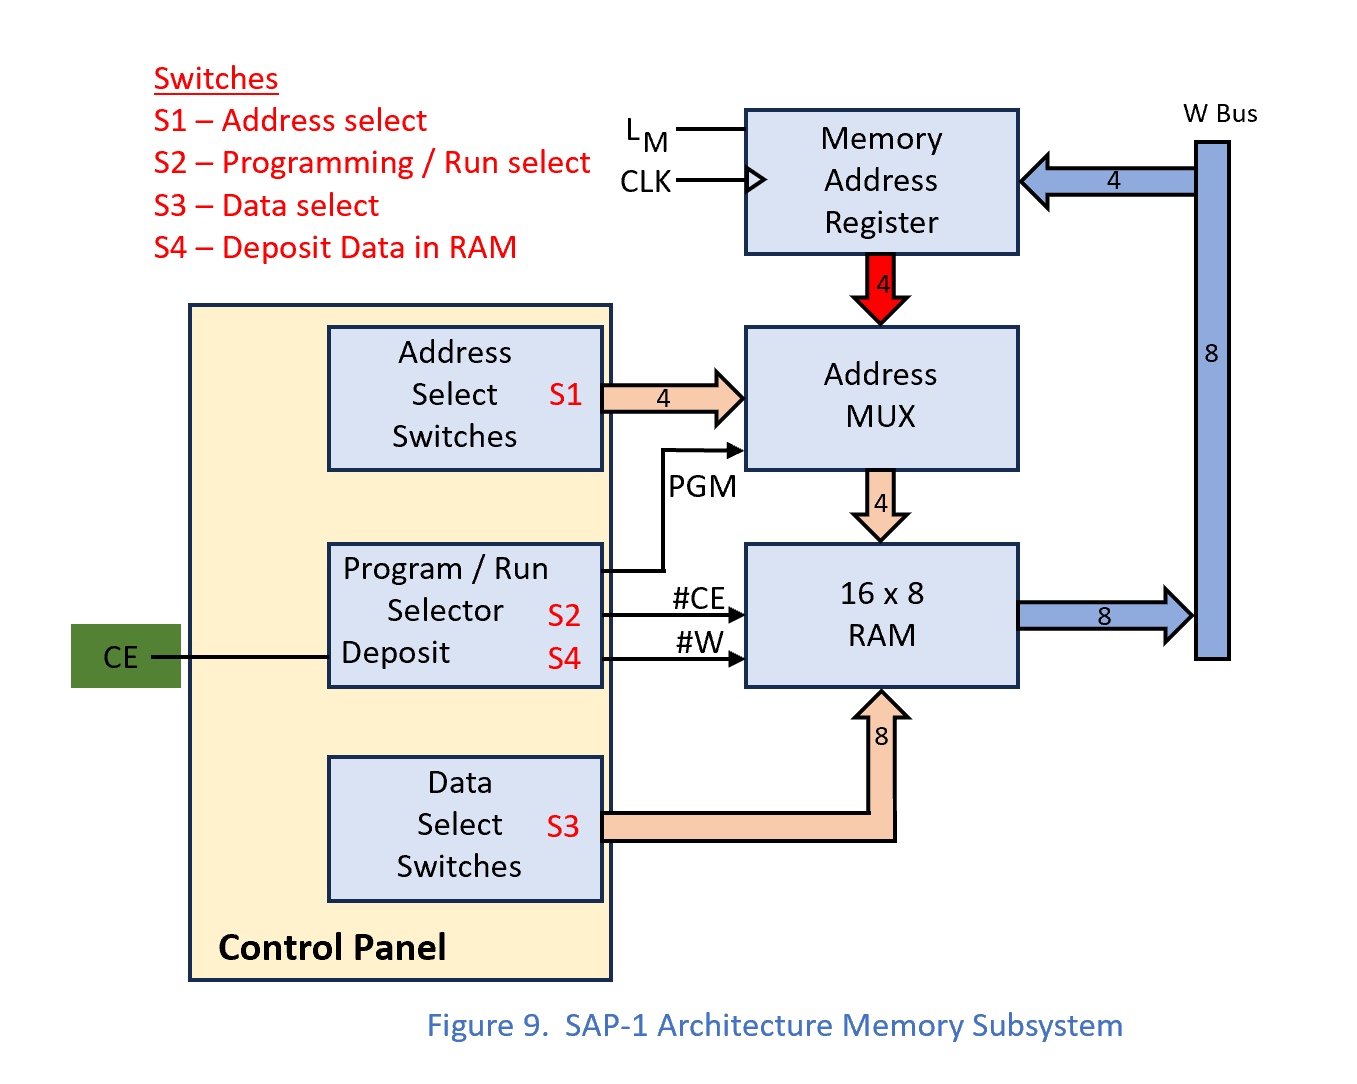 Switches
S1 – Address select
S2 – Programming / Run select
S3 – Data select
S4 – Deposit Data in RAM
LM
CLK
Memory
Address
Register
W Bus
4
4
8
Address
Select
Switches
S1
4
Address
MUX
PGM
4
Program / Run
Selector
S2
Deposit
S4
CE
#CE
#W
16 x 8
RAM
8
8
Data
Select
Switches
S3
Control Panel
Figure 9. SAP-1 Architecture Memory Subsystem